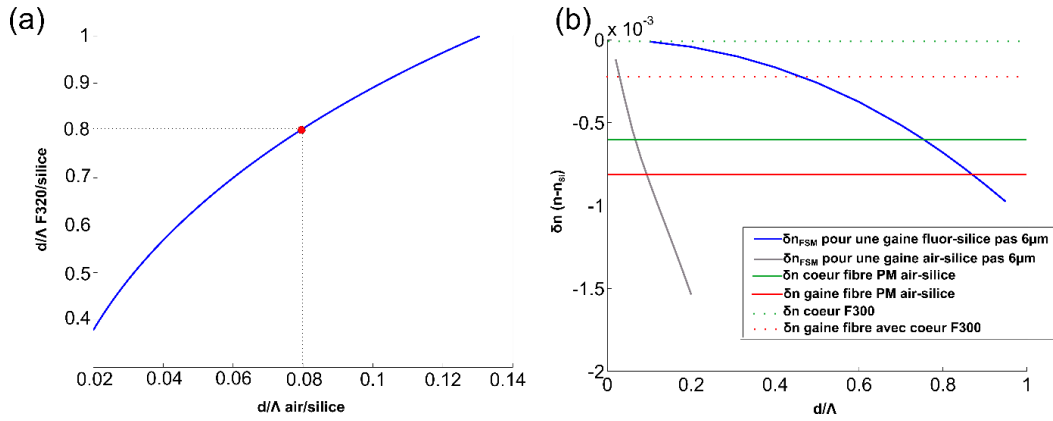 (a)
1
0.9
0.8
0.7
0.6
0.5
0.4
d/Λ F320/silice
0.02 0.04 0.06 0.08 0.1 0.12 0.14
d/Λ air/silice
(b)
× 10⁻³
0
-0.5
-1
-1.5
-2
δn (n-nsi)
δnFSM pour une gaine fluor-silice pas 6µm
δnFSM pour une gaine air-silice pas 6µm
δn coeur fibre PM air-silice
δn gaine fibre PM air-silice
δn coeur F300
δn gaine fibre avec coeur F300
0 0.2 0.4 0.6 0.8 1
d/Λ